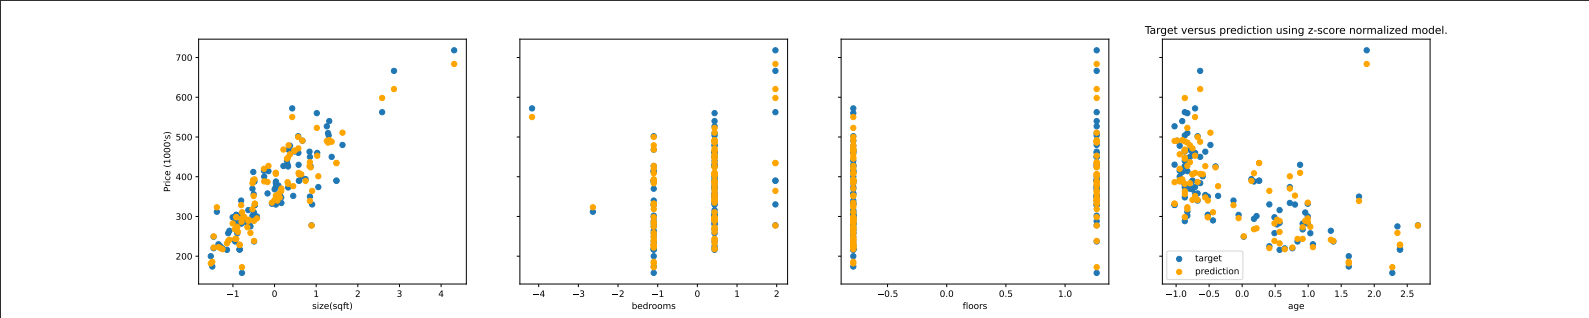 Target versus prediction using z-score normalized model.
Price (1000's)
700
600
500
400
300
200
−1 0 1 2 3 4
size(sqft)
−4 −3 −2 −1 0 1 2
bedrooms
−0.5 0.0 0.5 1.0
floors
−1.0 −0.5 0.0 0.5 1.0 1.5 2.0 2.5
age
target
prediction